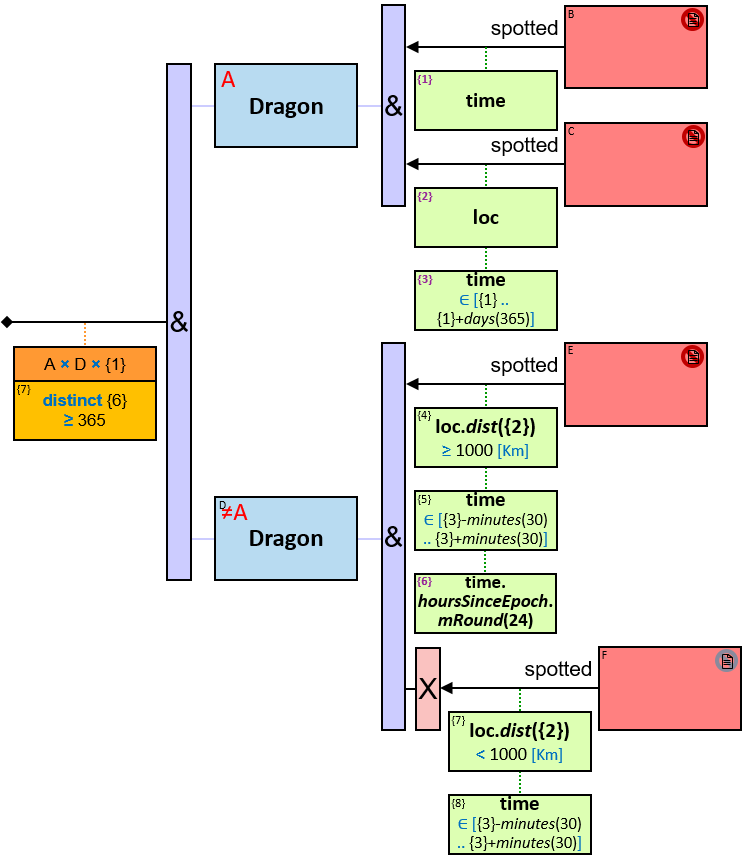 B
spotted
{1}
time
A
Dragon
&
C
spotted
{2}
loc
{3}
time
∈ [{1} ..
{1}+days(365)]
&
A × D × {1}
{7}
distinct {6}
≥ 365
E
spotted
{4}
loc.dist({2})
≥ 1000 [Km]
{5}
time
∈ [{3}-minutes(30)
.. {3}+minutes(30)]
D
≠A
Dragon
&
{6}
time.
hoursSinceEpoch.
mRound(24)
F
spotted
X
{7}
loc.dist({2})
< 1000 [Km]
{8}
time
∈ [{3}-minutes(30)
.. {3}+minutes(30)]